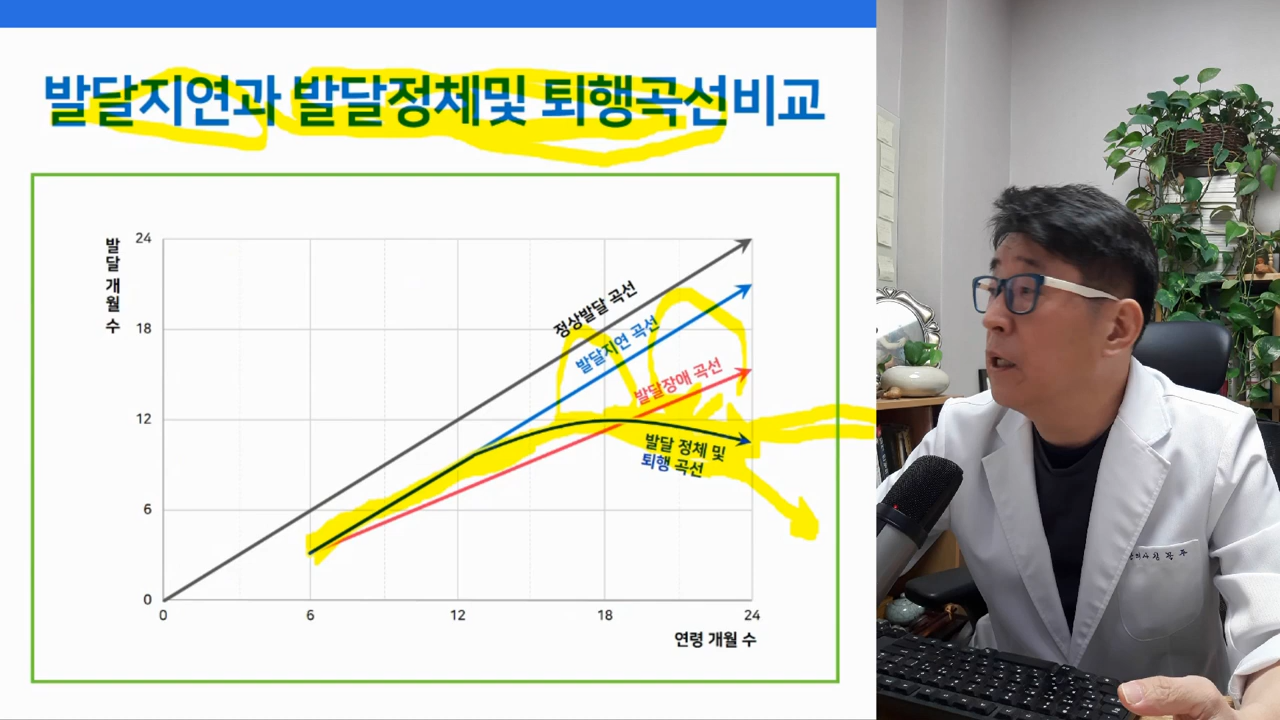 발달지연과 발달정체및 퇴행곡선비교
발달 개월 수
24
18
12
6
0
정상발달 곡선
발달지연 곡선
발달장애 곡선
발달 정체 및
퇴행 곡선
0
6
12
18
24
연령 개월 수